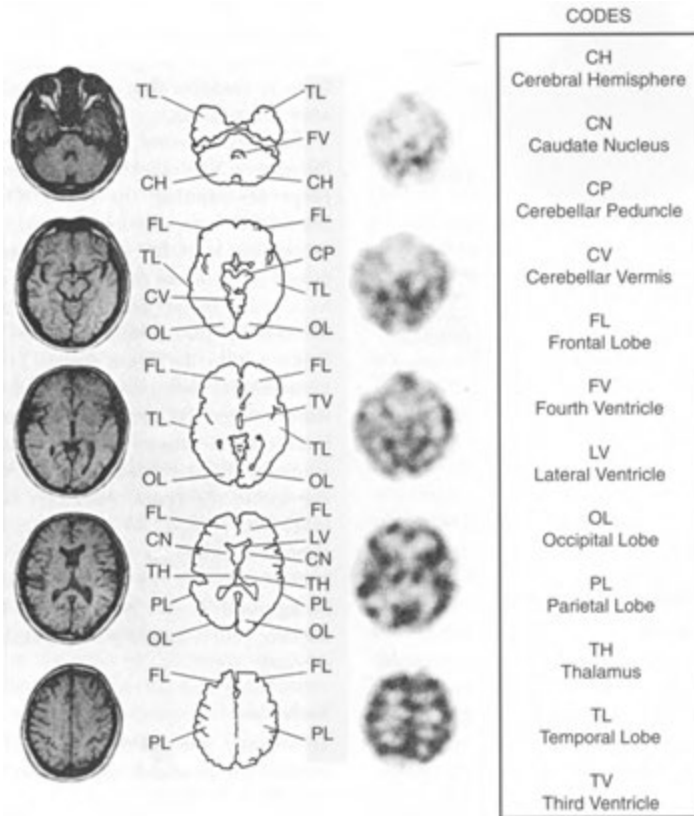 TL TL
FV
CH CH
FL FL
TL CP
TL
CV
OL OL
FL FL
TV
TL TL
OL OL
FL FL
CN LV
CN
TH TH
PL PL
OL OL
FL FL
PL PL
CODES
CH
Cerebral Hemisphere
CN
Caudate Nucleus
CP
Cerebellar Peduncle
CV
Cerebellar Vermis
FL
Frontal Lobe
FV
Fourth Ventricle
LV
Lateral Ventricle
OL
Occipital Lobe
PL
Parietal Lobe
TH
Thalamus
TL
Temporal Lobe
TV
Third Ventricle